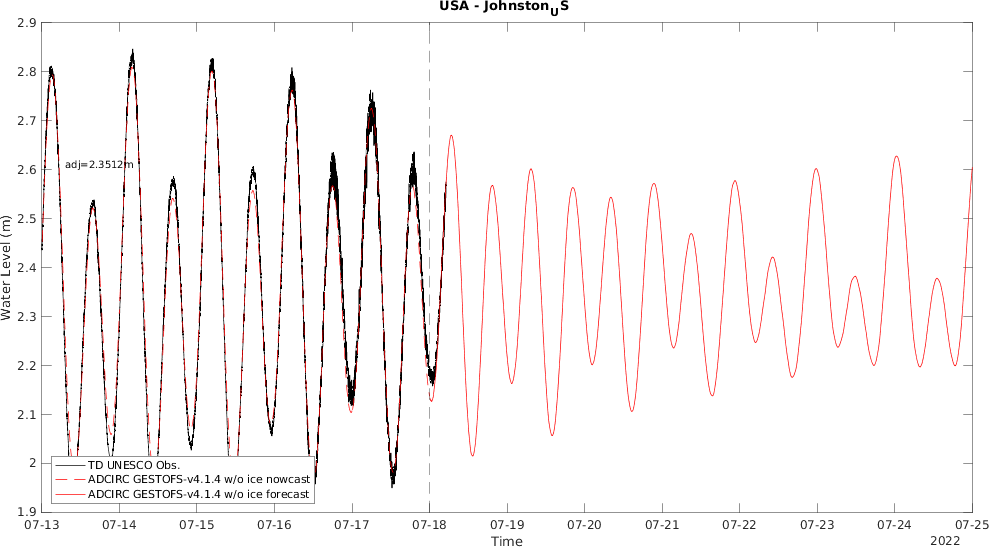 USA - Johnston_US
2.9
2.8
2.7
2.6
2.5
2.4
2.3
2.2
2.1
2
1.9
Water Level (m)
adj=2.3512m
TD UNESCO Obs.
ADCIRC GESTOFS-v4.1.4 w/o ice nowcast
ADCIRC GESTOFS-v4.1.4 w/o ice forecast
07-13 07-14 07-15 07-16 07-17 07-18 07-19 07-20 07-21 07-22 07-23 07-24 07-25
Time
2022